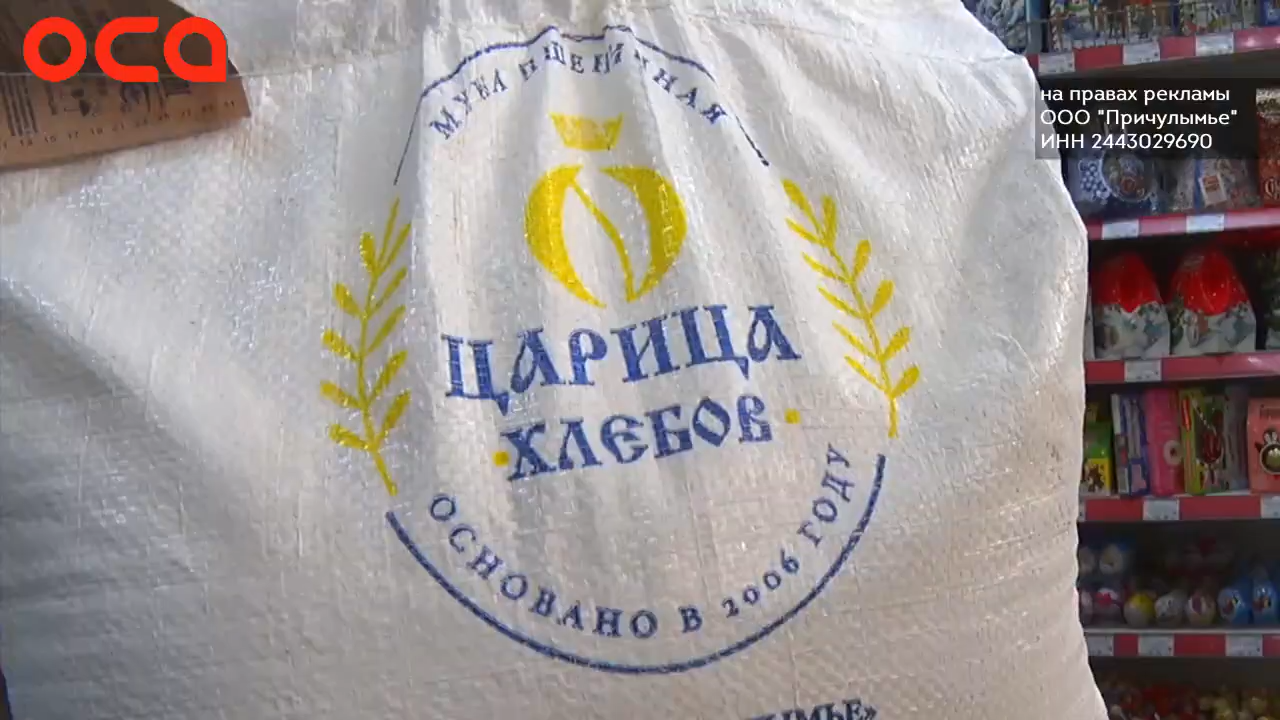 оса
на правах рекламы
ООО "Причулымье"
ИНН 2443029690
МУКА ПШЕНИЧНАЯ
ЦАРИЦА
ХЛЕБОВ
ОСНОВАНО В 2006 ГОДУ